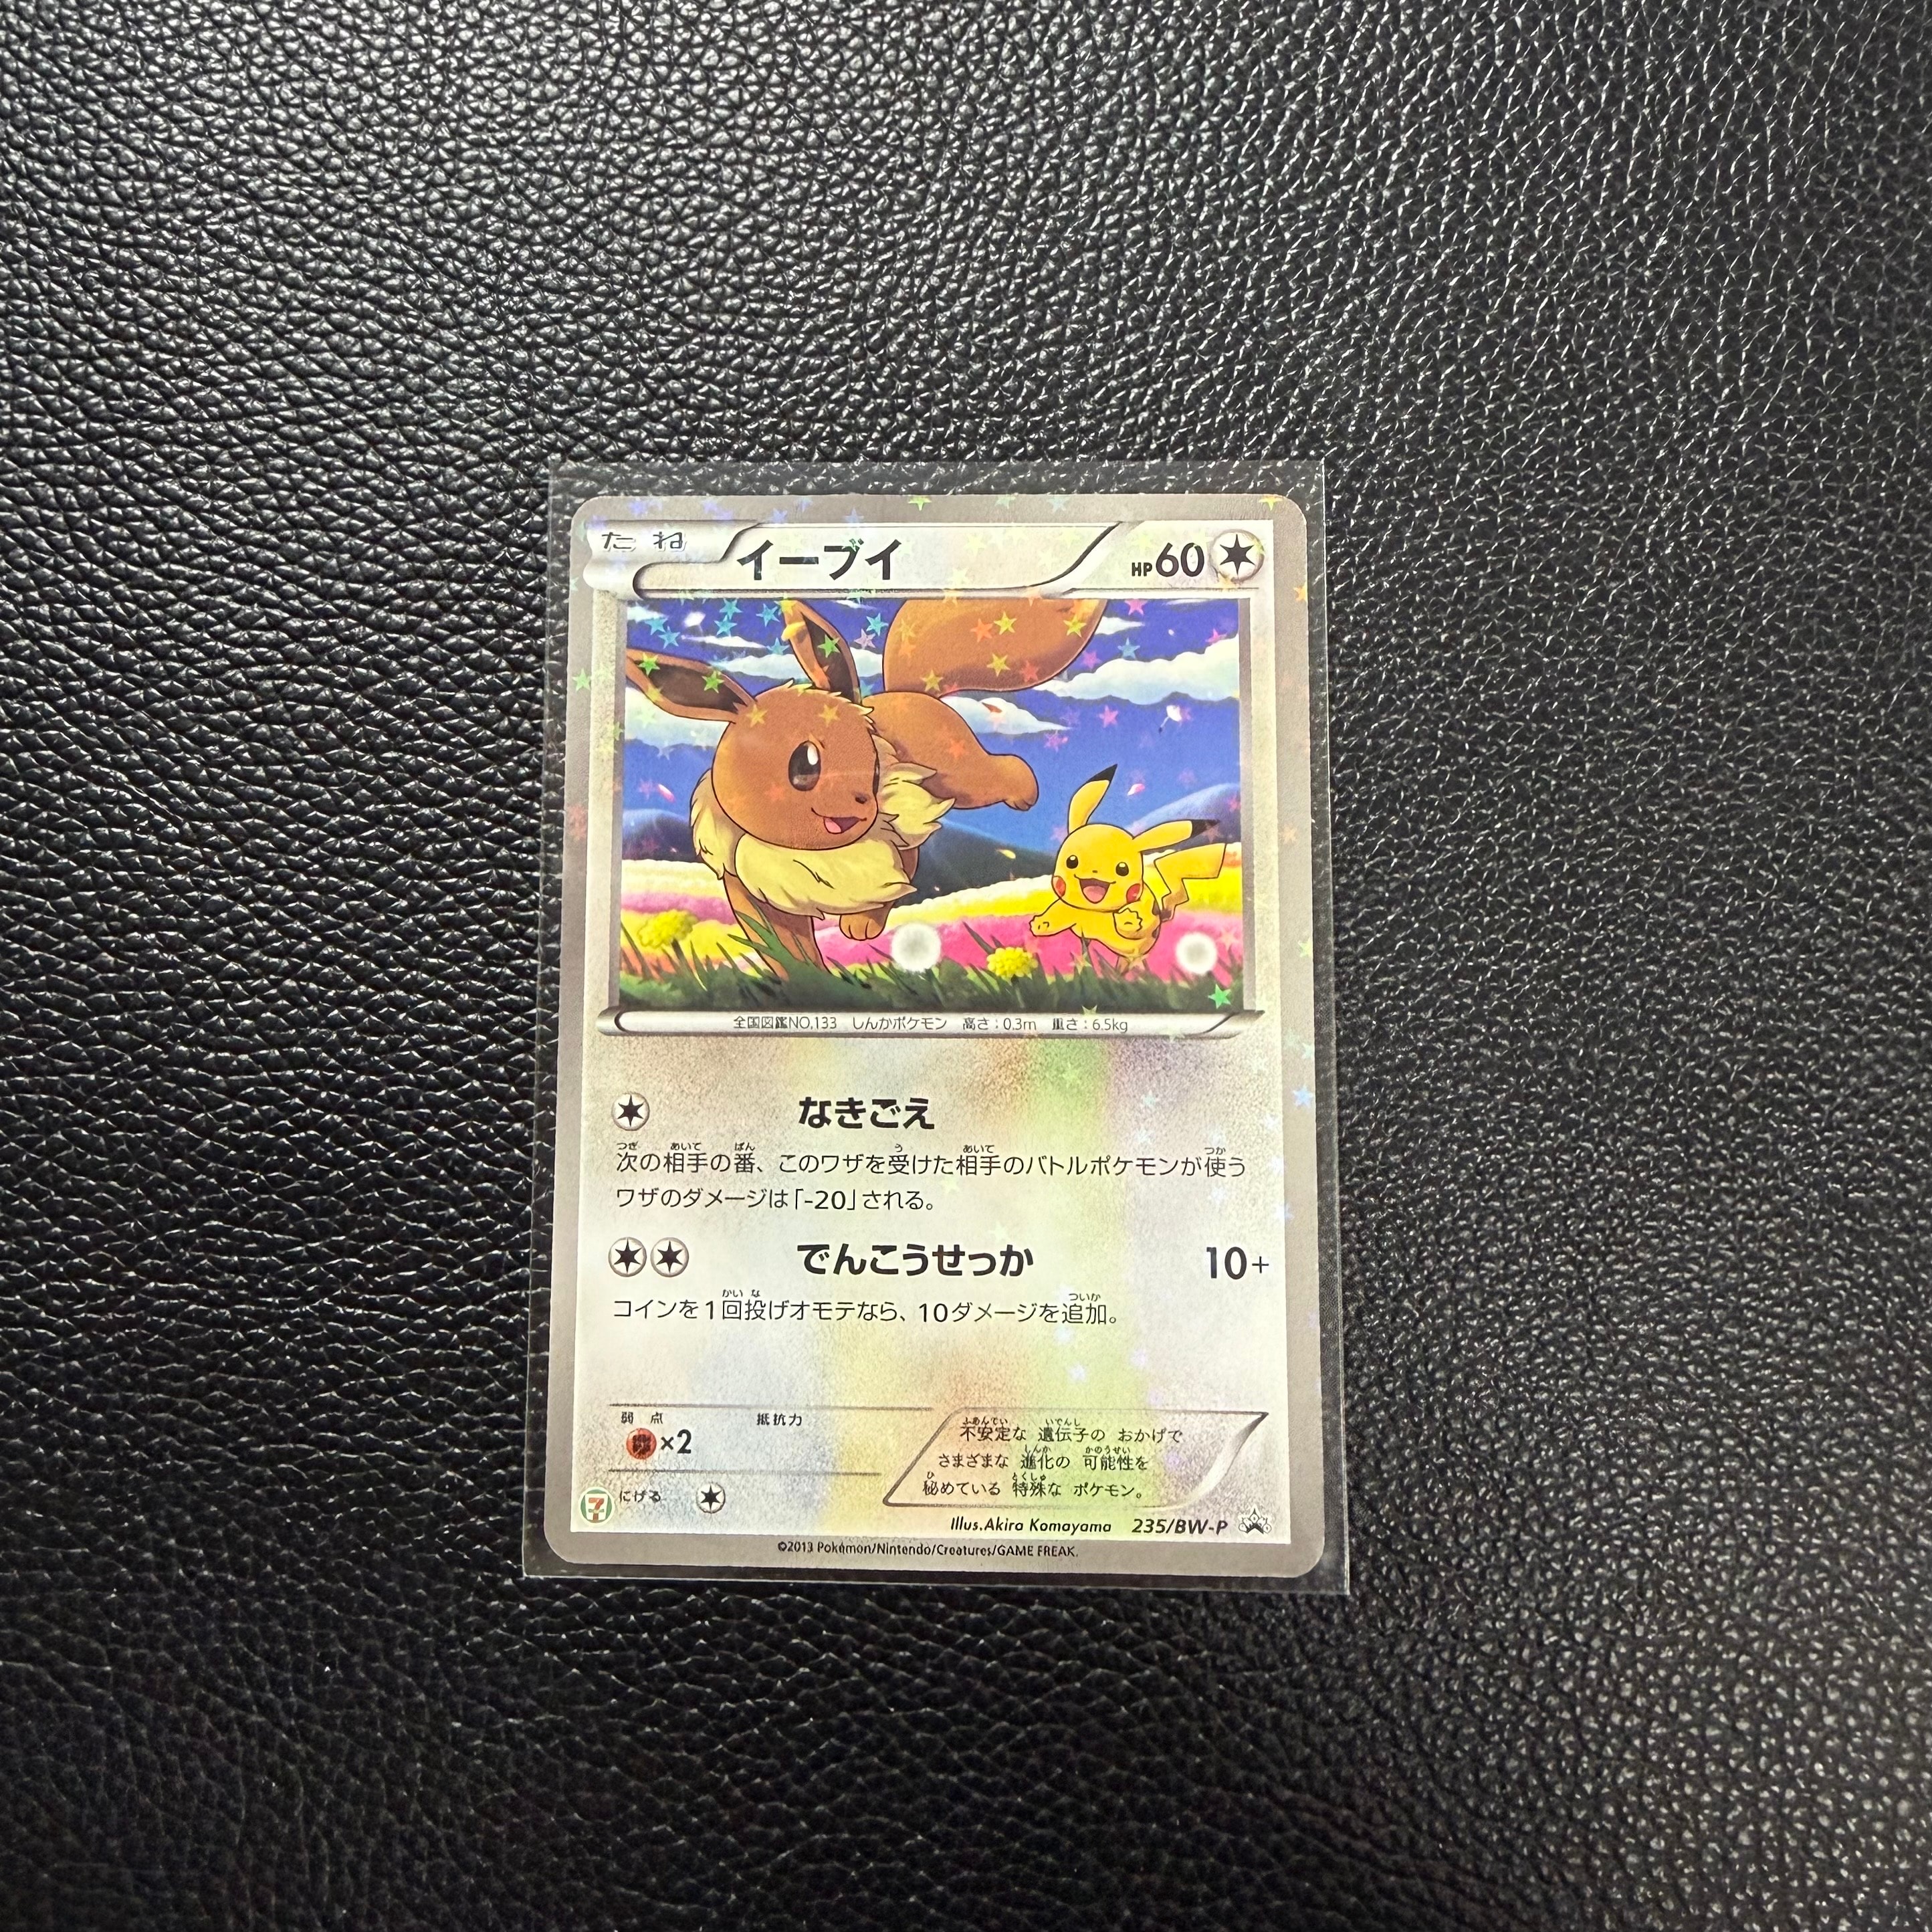 たね イーブイ HP60
全国図鑑NO.133 しんかポケモン 高さ:0.3m 重さ:6.5kg
なきごえ
次の相手の番、このワザを受けた相手のバトルポケモンが使う
ワザのダメージは「-20」される。
でんこうせっか 10+
コインを1回投げオモテなら、10ダメージを追加。
弱点 抵抗力
×2
にげる
7
不安定な 遺伝子の おかげで
さまざまな 進化の 可能性を
秘めている 特殊な ポケモン。
Illus.Akira Komayama 235/BW-P
©2013 Pokémon/Nintendo/Creatures/GAME FREAK.